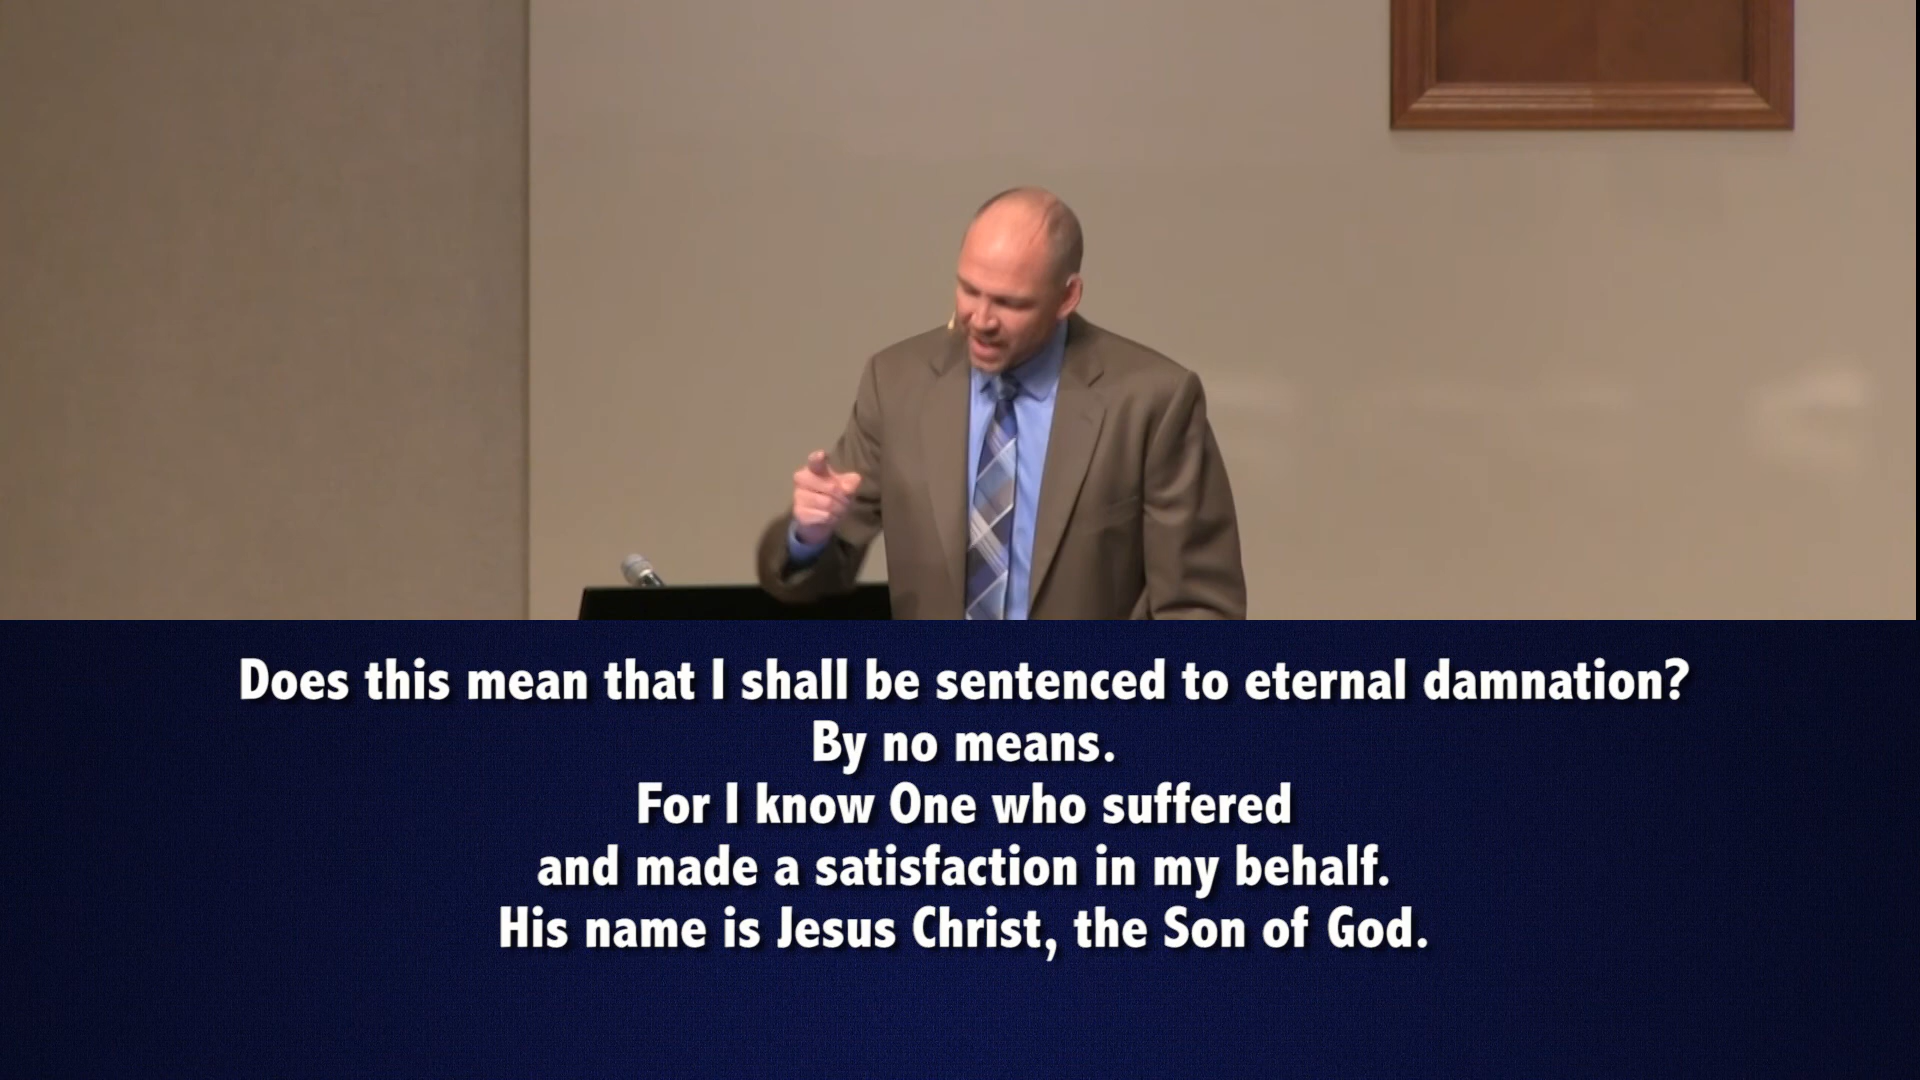 Does this mean that I shall be sentenced to eternal damnation?
By no means.
For I know One who suffered
and made a satisfaction in my behalf.
His name is Jesus Christ, the Son of God.